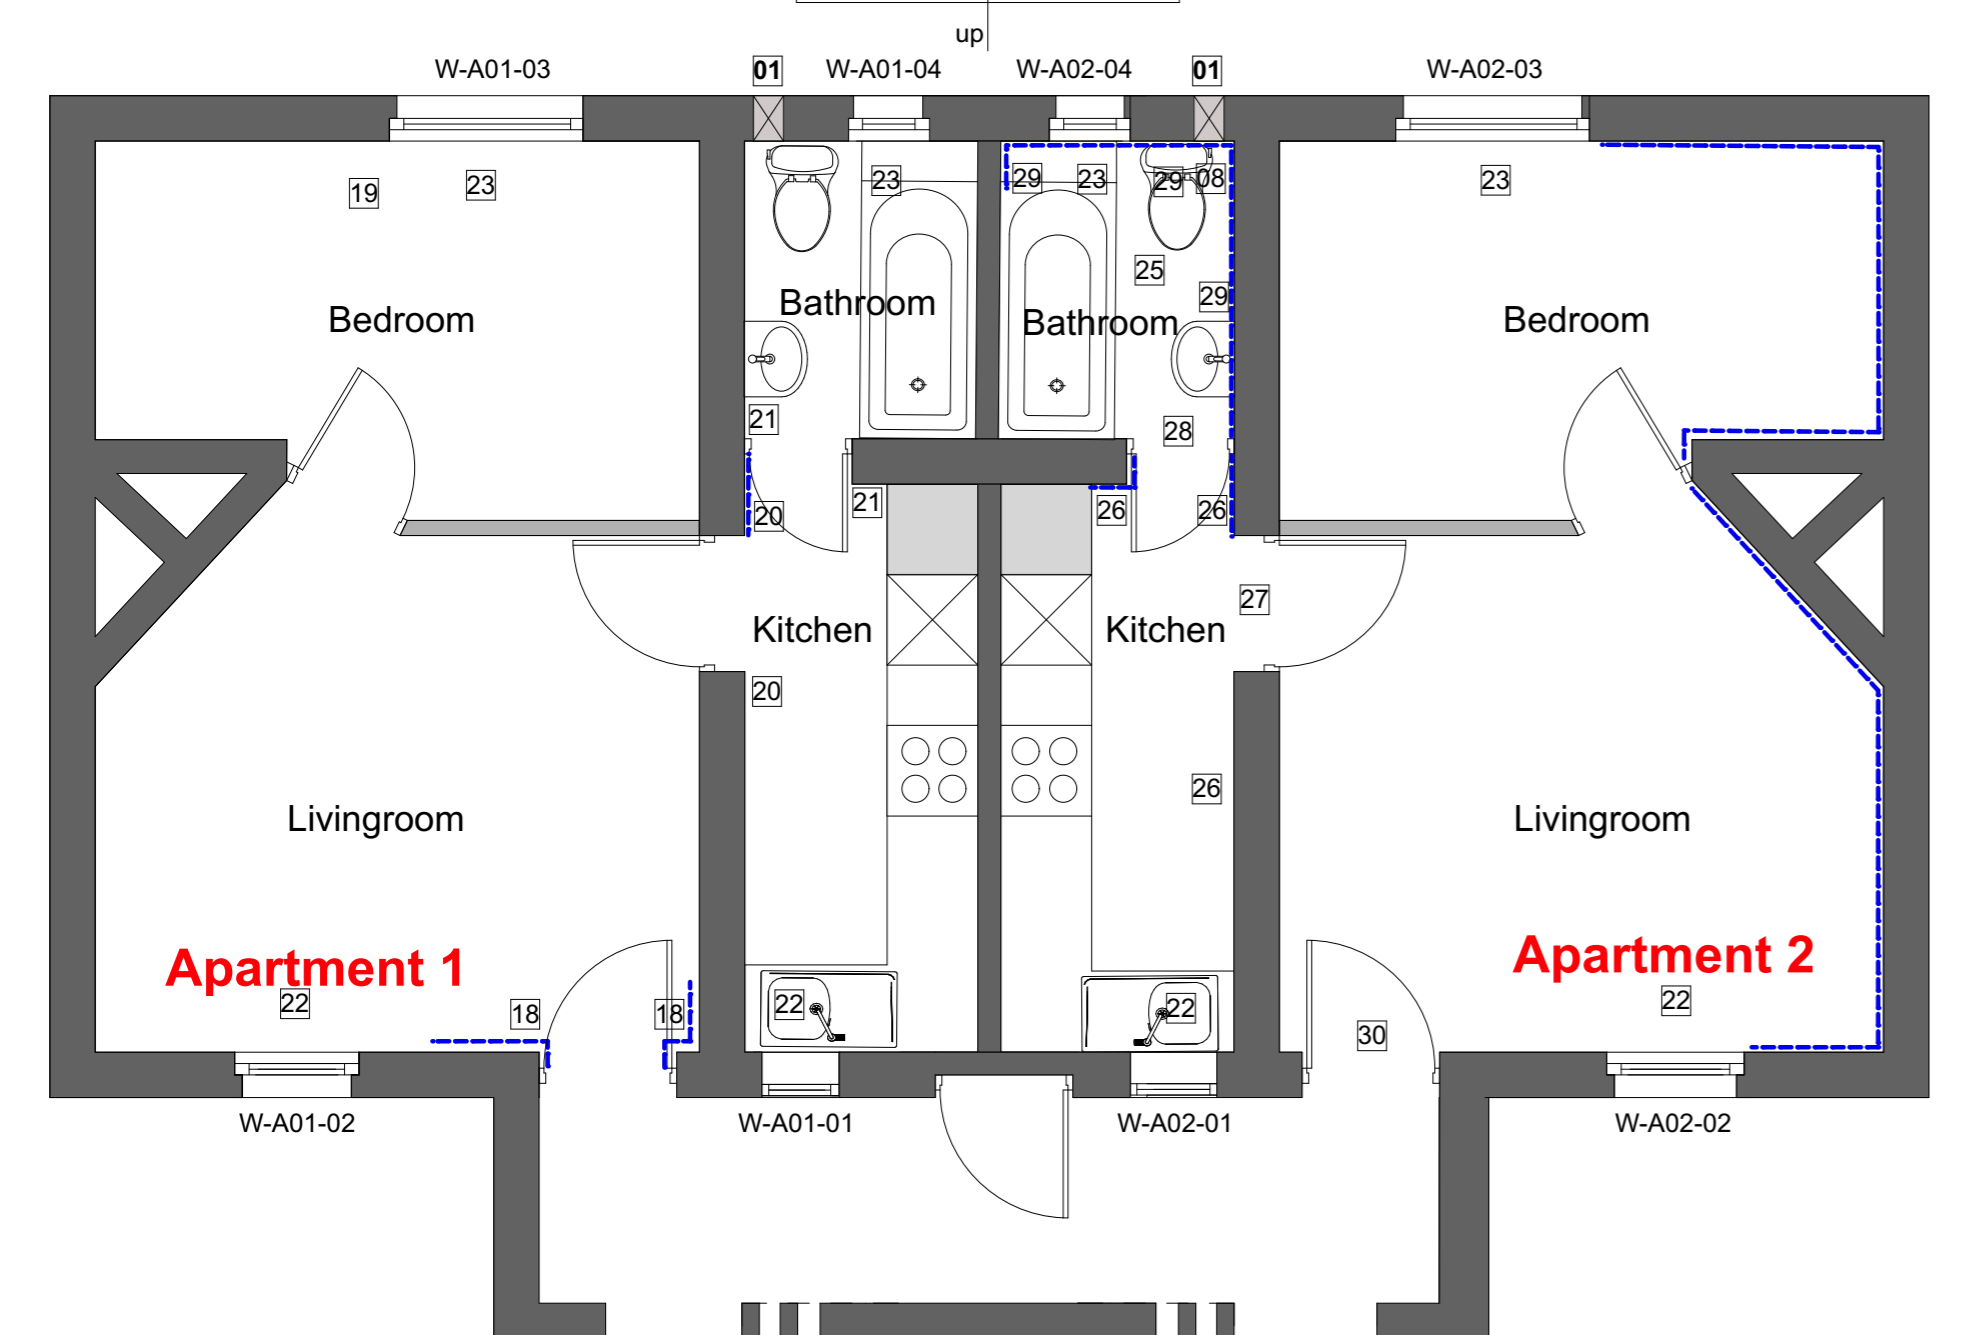 up
W-A01-03
01
W-A01-04
W-A02-04
01
W-A02-03
19
23
23
29
23
29
08
23
25
29
Bedroom
Bathroom
Bathroom
Bedroom
21
28
21
20
26
26
27
Kitchen
Kitchen
20
26
Livingroom
Livingroom
Apartment 1
Apartment 2
22
18
18
22
22
30
22
W-A01-02
W-A01-01
W-A02-01
W-A02-02